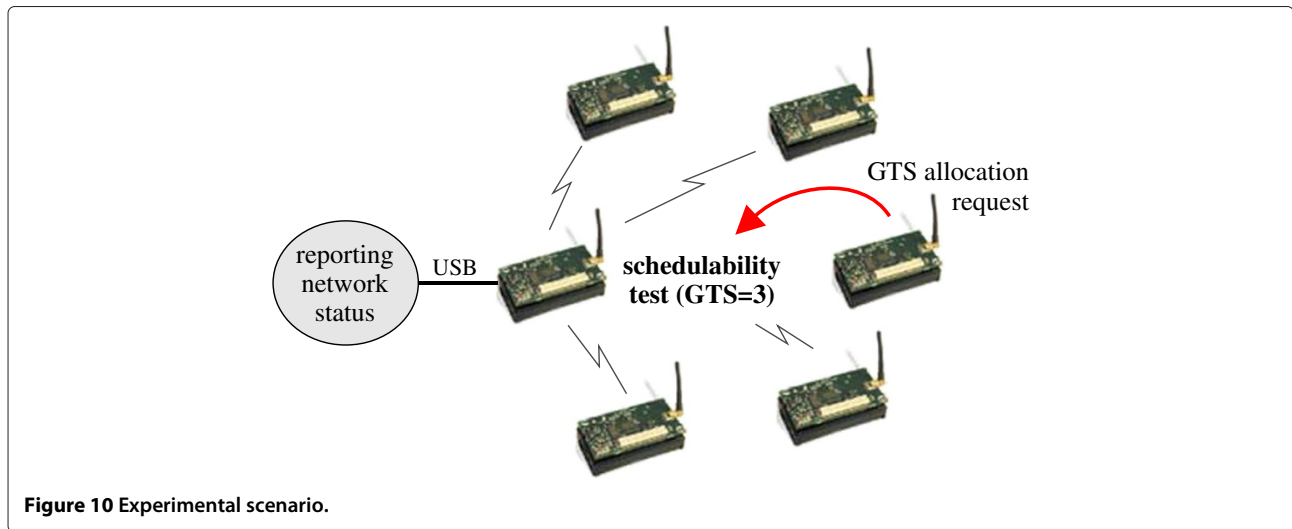 GTS allocation
request
reporting
network
status
USB
schedulability
test (GTS=3)
Figure 10 Experimental scenario.